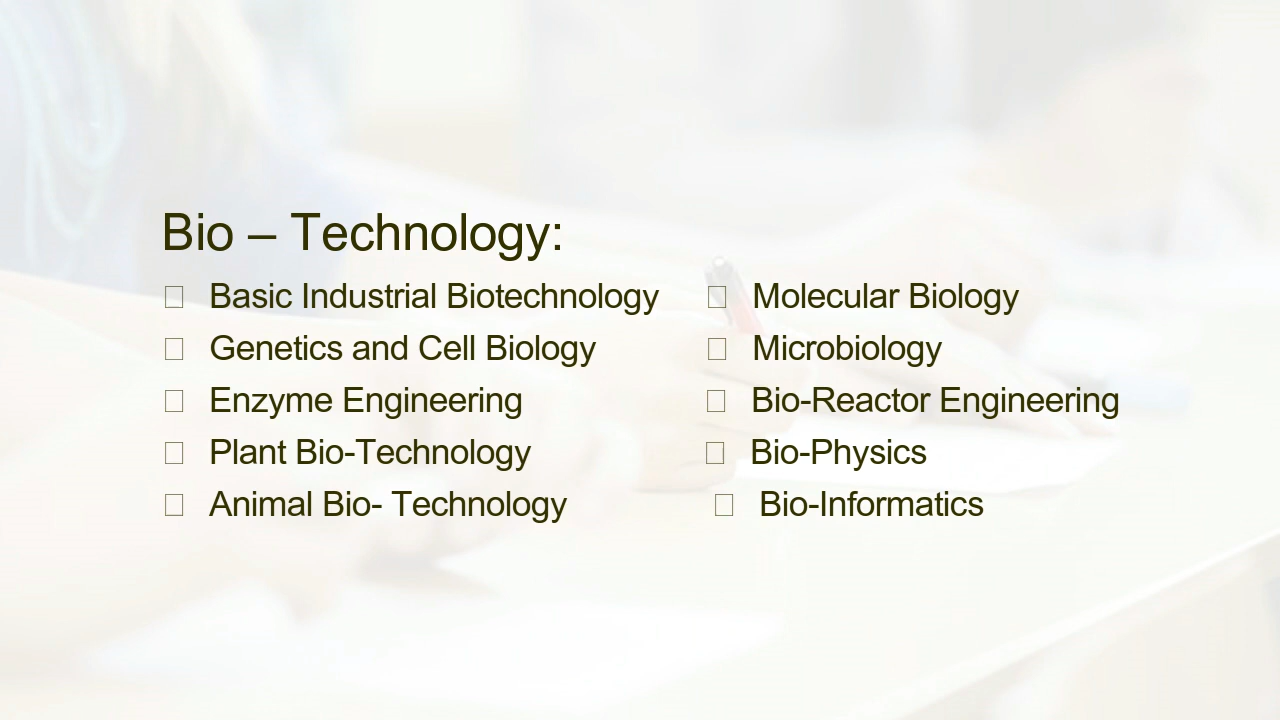 Bio – Technology:
Basic Industrial Biotechnology
Genetics and Cell Biology
Enzyme Engineering
Plant Bio-Technology
Animal Bio- Technology
Molecular Biology
Microbiology
Bio-Reactor Engineering
Bio-Physics
Bio-Informatics